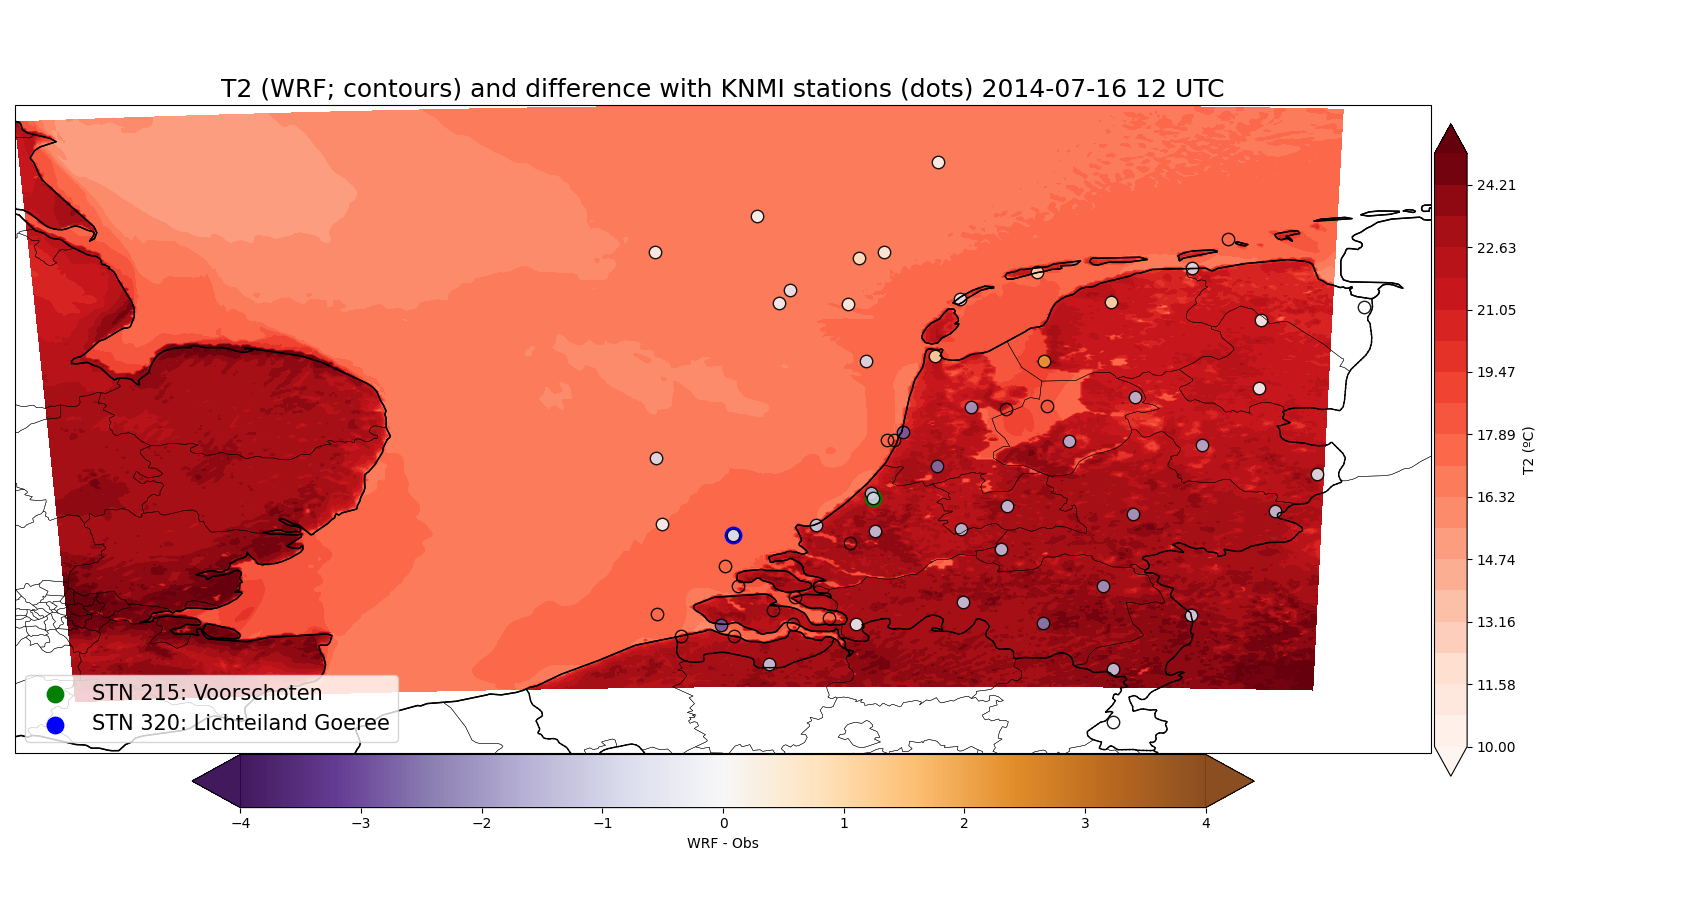 T2 (WRF; contours) and difference with KNMI stations (dots) 2014-07-16 12 UTC
24.21
22.63
21.05
19.47
17.89
16.32
14.74
13.16
11.58
10.00
T2 (ºC)
STN 215: Voorschoten
STN 320: Lichteiland Goeree
−4 −3 −2 −1 0 1 2 3 4
WRF - Obs